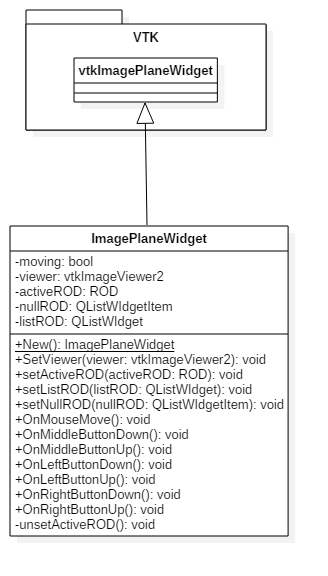 VTK
vtkImagePlaneWidget
ImagePlaneWidget
-moving: bool
-viewer: vtkImageViewer2
-activeROD: ROD
-nullROD: QListWIdgetItem
-listROD: QListWIdget
+New(): ImagePlaneWidget
+SetViewer(viewer: vtkImageViewer2): void
+setActiveROD(activeROD: ROD): void
+setListROD(listROD: QListWIdget): void
+setNullROD(nullROD: QListWIdgetItem): void
+OnMouseMove(): void
+OnMiddleButtonDown(): void
+OnMiddleButtonUp(): void
+OnLeftButtonDown(): void
+OnLeftButtonUp(): void
+OnRightButtonDown(): void
+OnRightButtonUp(): void
-unsetActiveROD(): void